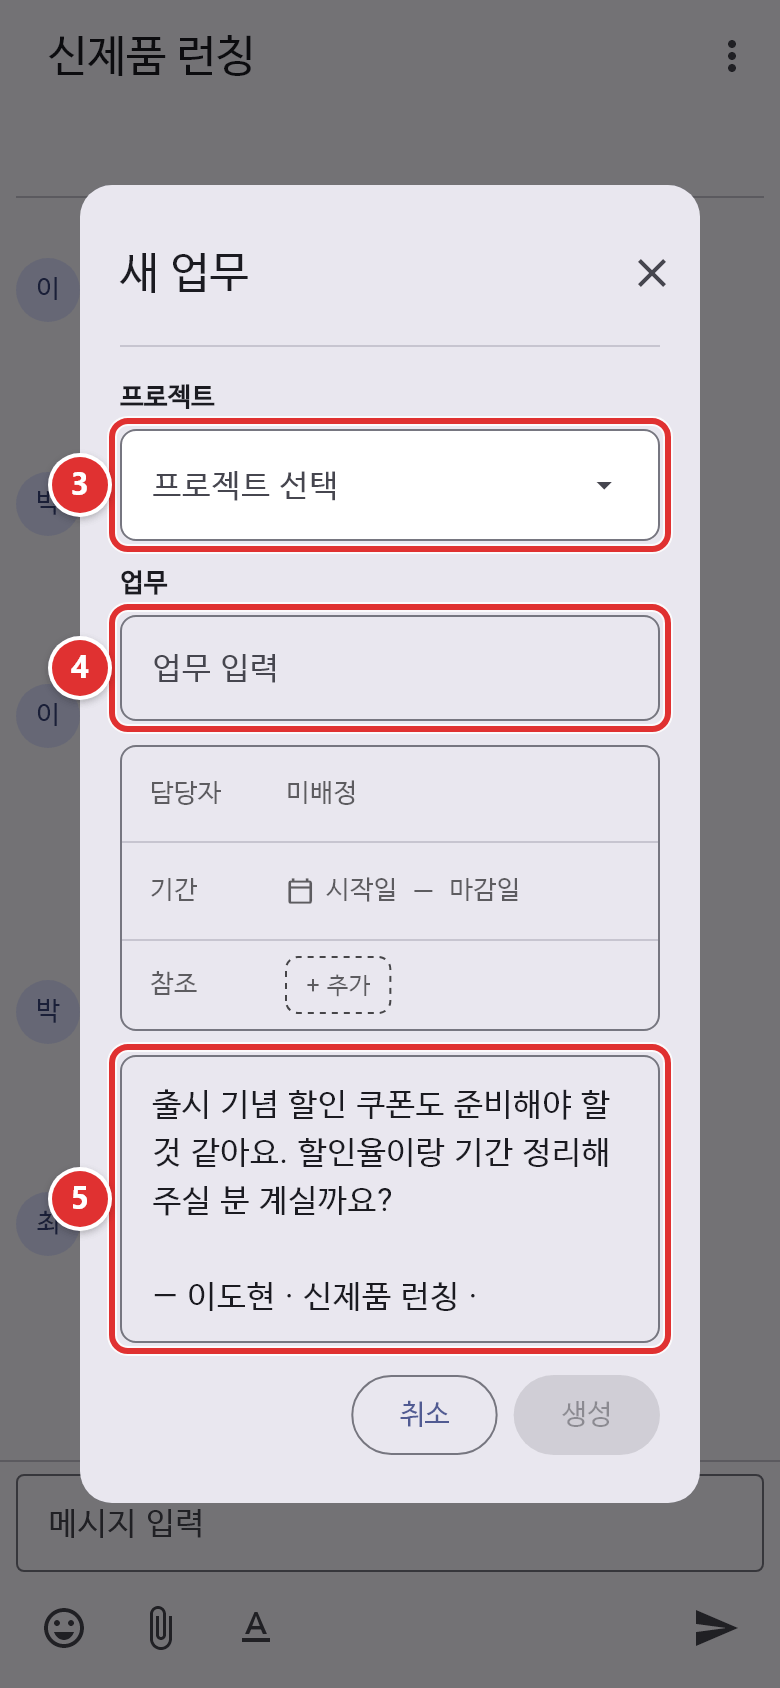 신제품 런칭
이
새 업무
프로젝트
3
프로젝트 선택
박
업무
4
업무 입력
이
담당자 미배정
기간 시작일 — 마감일
참조 + 추가
박
출시 기념 할인 쿠폰도 준비해야 할
것 같아요. 할인율이랑 기간 정리해
주실 분 계실까요?
5
최
— 이도현 · 신제품 런칭 ·
취소 생성
메시지 입력
A